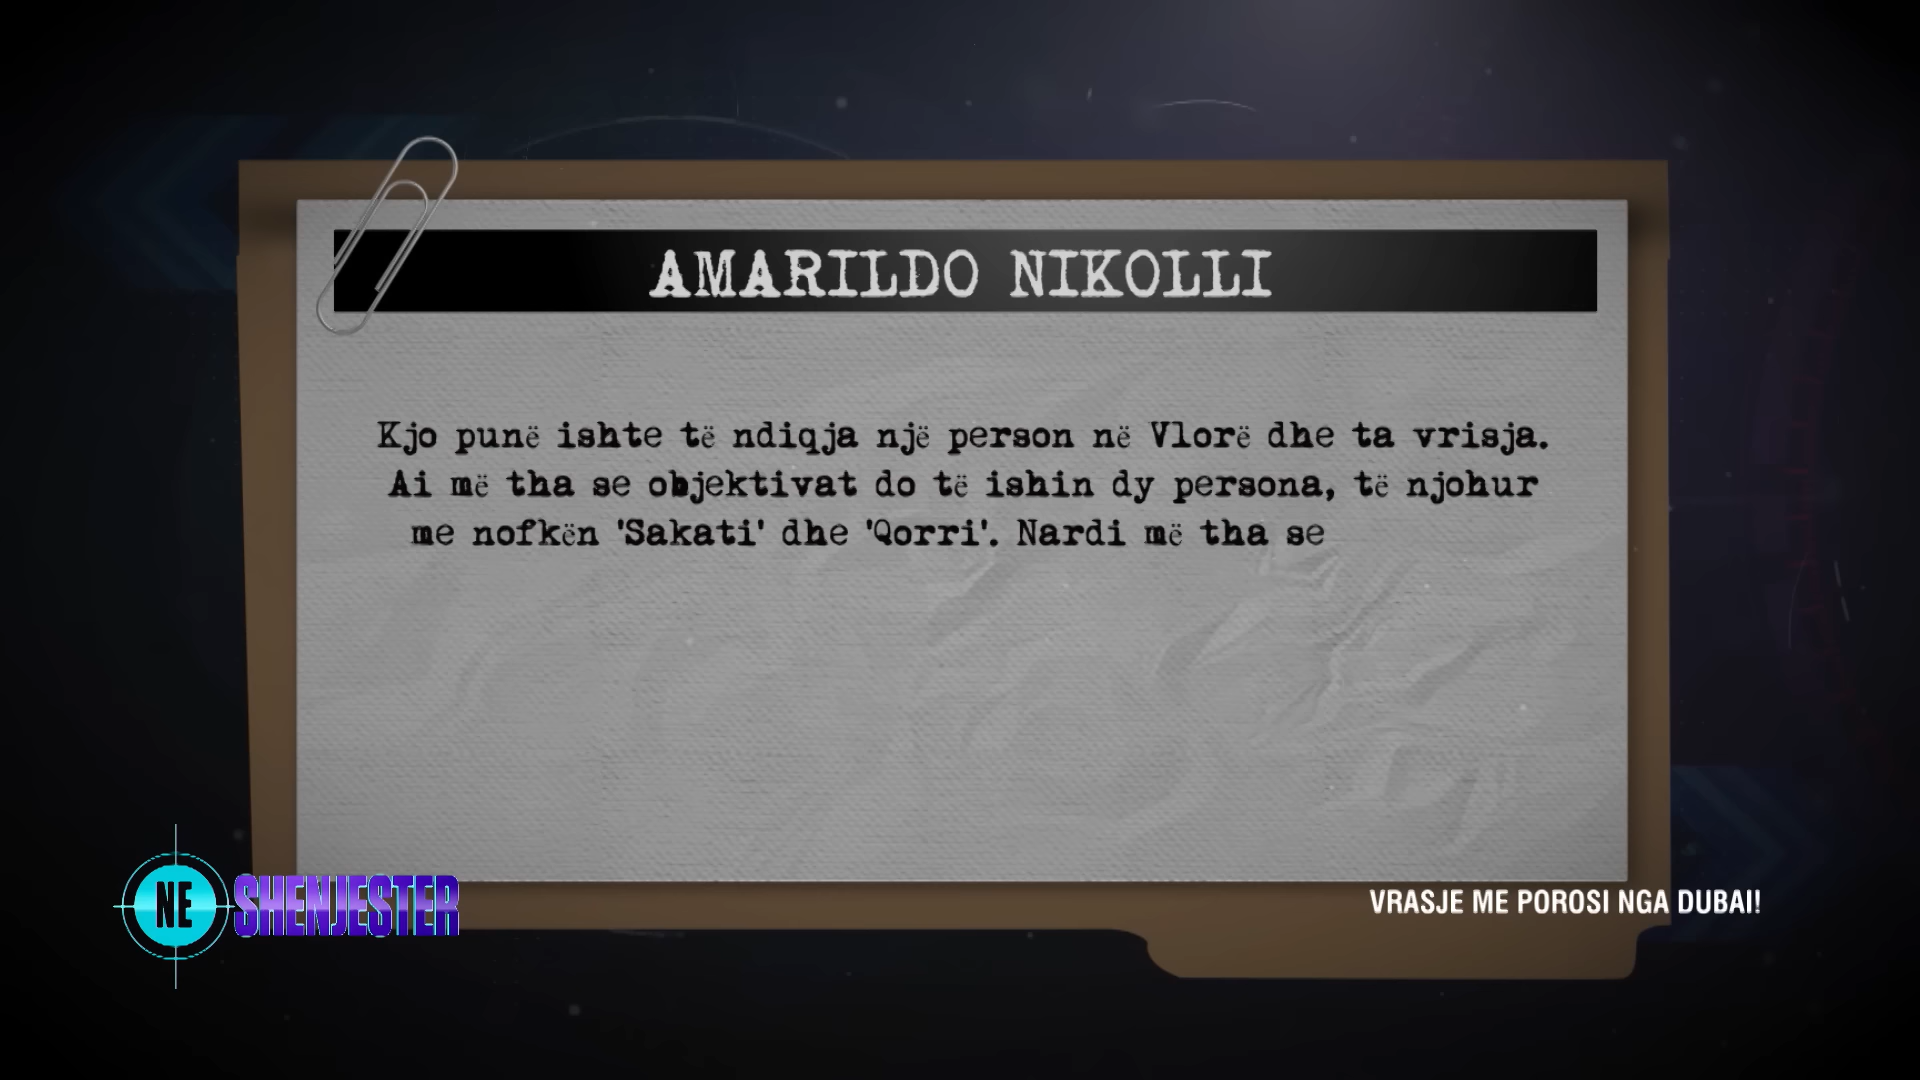 AMARILDO NIKOLLI
Kjo punë ishte të ndiqja një person në Vlorë dhe ta vrisja.
Ai më tha se objektivat do të ishin dy persona, të njohur
me nofkën 'Sakati' dhe 'Qorri'. Nardi më tha se
NE SHENJESTER
VRASJE ME POROSI NGA DUBAI!